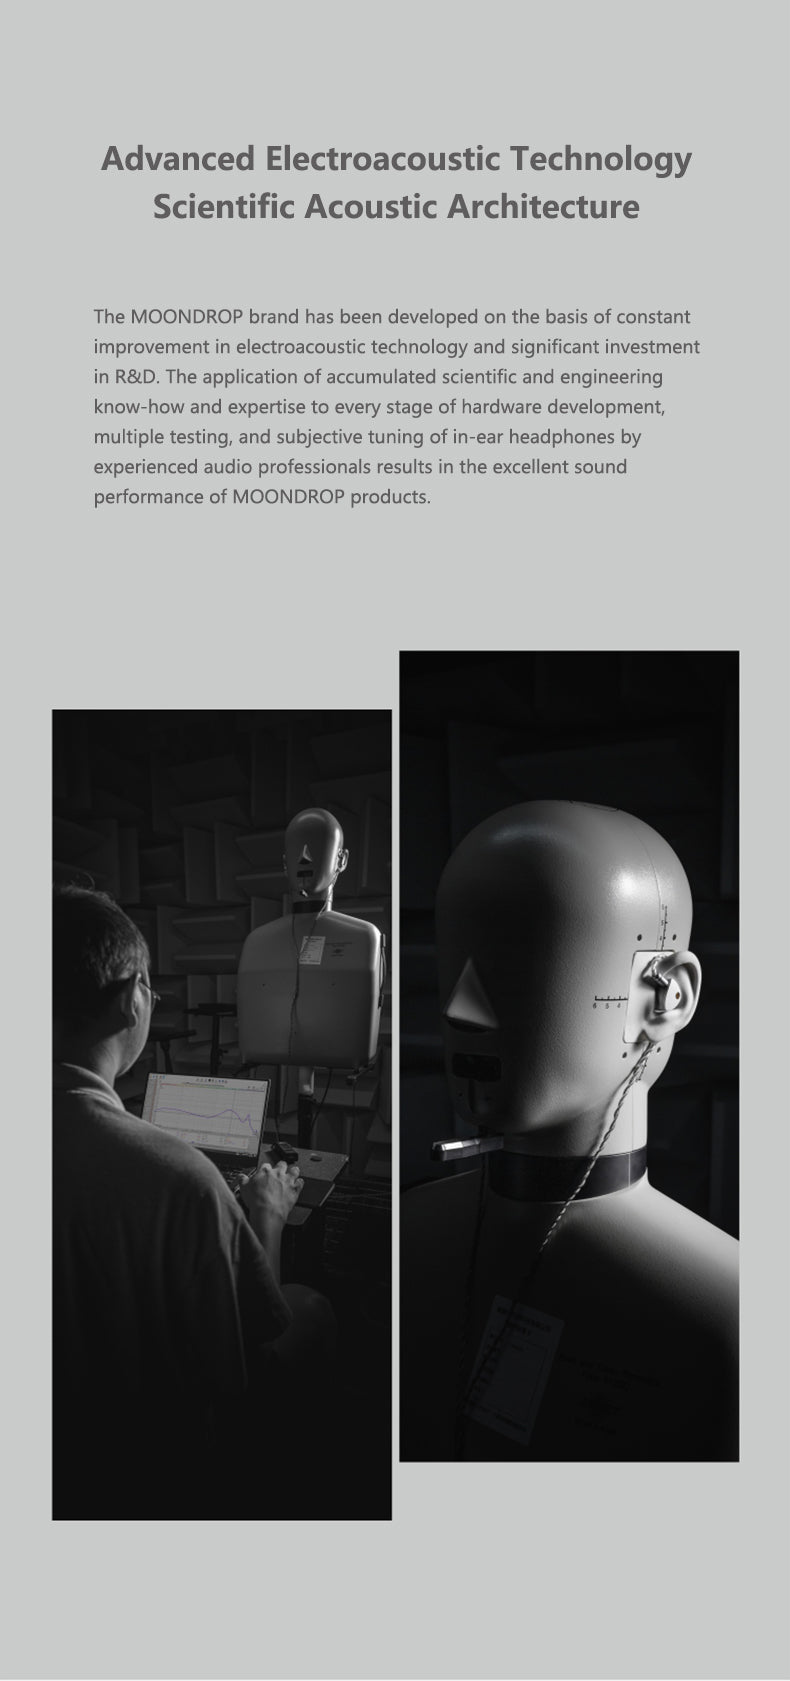 Advanced Electroacoustic Technology
Scientific Acoustic Architecture
The MOONDROP brand has been developed on the basis of constant
improvement in electroacoustic technology and significant investment
in R&D. The application of accumulated scientific and engineering
know-how and expertise to every stage of hardware development,
multiple testing, and subjective tuning of in-ear headphones by
experienced audio professionals results in the excellent sound
performance of MOONDROP products.
6 5 4